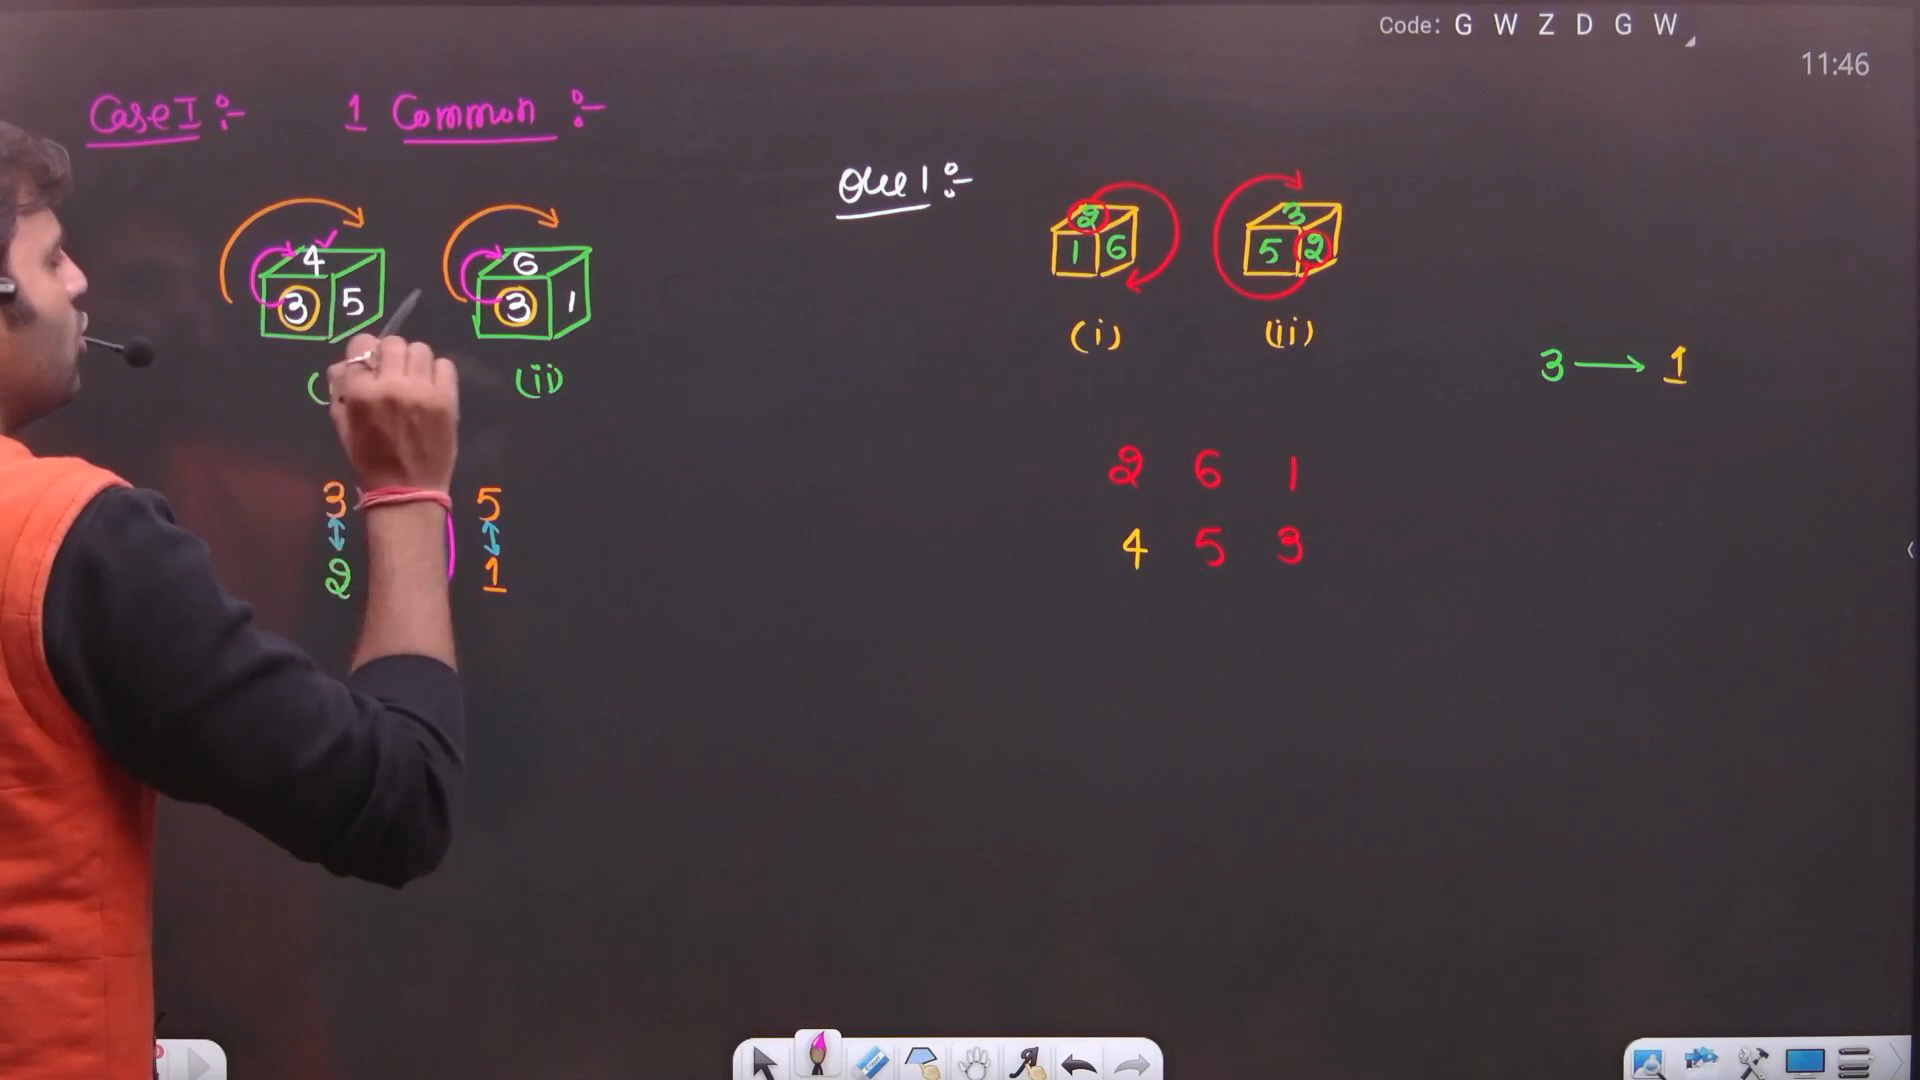 Code: G W Z D G W
11:46
Case I :- 1 Common :-
Que 1 :-
4
3 5
6
3 1
(ii)
2
1 6
(i)
3
5 2
(ii)
3 → 1
3 5
2 1
2 6 1
4 5 3